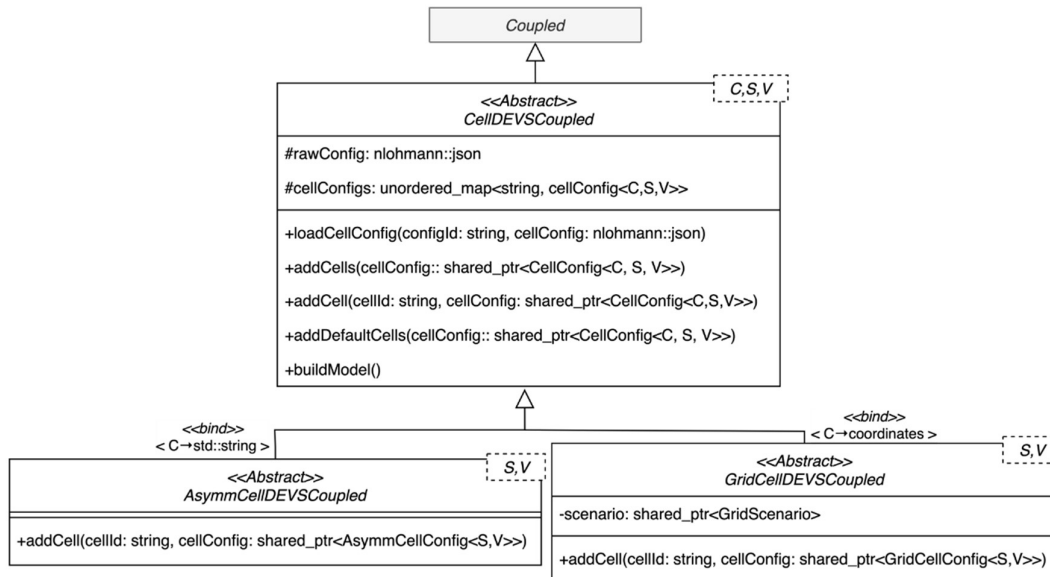 Coupled
C,S,V
<<Abstract>>
CellDEVSCoupled
#rawConfig: nlohmann::json
#cellConfigs: unordered_map<string, cellConfig<C,S,V>>
+loadCellConfig(configId: string, cellConfig: nlohmann::json)
+addCells(cellConfig:: shared_ptr<CellConfig<C, S, V>>)
+addCell(cellId: string, cellConfig: shared_ptr<CellConfig<C,S,V>>)
+addDefaultCells(cellConfig:: shared_ptr<CellConfig<C, S, V>>)
+buildModel()
<<bind>>
< C→std::string >
S,V
<<Abstract>>
AsymmCellDEVSCoupled
+addCell(cellId: string, cellConfig: shared_ptr<AsymmCellConfig<S,V>>)
<<bind>>
< C→coordinates >
S,V
<<Abstract>>
GridCellDEVSCoupled
-scenario: shared_ptr<GridScenario>
+addCell(cellId: string, cellConfig: shared_ptr<GridCellConfig<S,V>>)